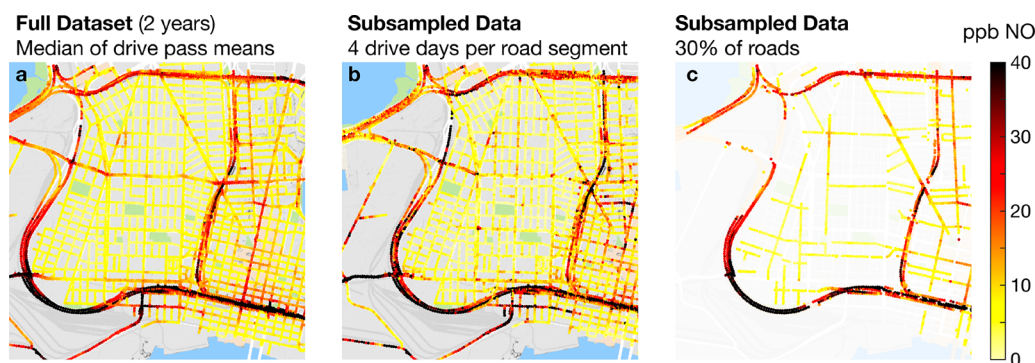 Full Dataset (2 years)
Median of drive pass means
Subsampled Data
4 drive days per road segment
Subsampled Data
30% of roads
ppb NO
a
b
c
40
30
20
10
0